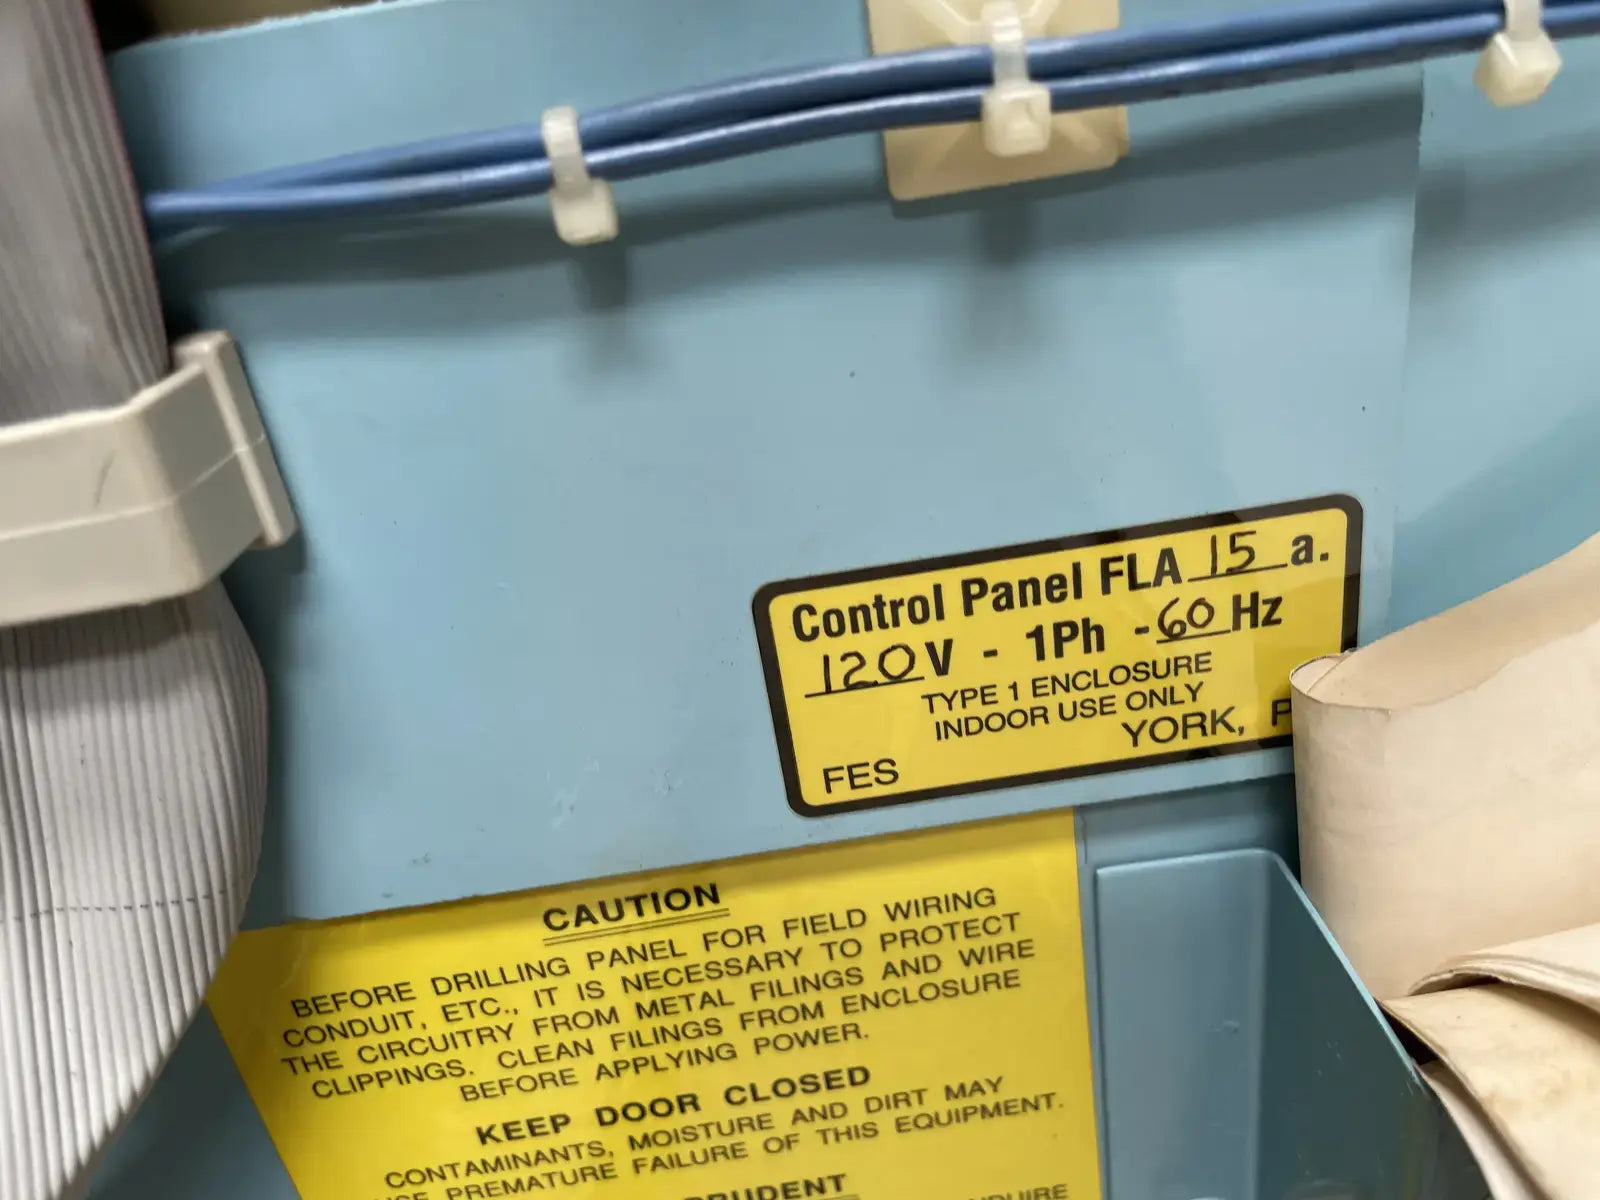 Control Panel FLA 15 a.
120 V - 1Ph - 60 Hz
TYPE 1 ENCLOSURE
INDOOR USE ONLY
FES YORK,
CAUTION
BEFORE DRILLING PANEL FOR FIELD WIRING
CONDUIT, ETC., IT IS NECESSARY TO PROTECT
THE CIRCUITRY FROM METAL FILINGS AND WIRE
CLIPPINGS. CLEAN FILINGS FROM ENCLOSURE
BEFORE APPLYING POWER.
KEEP DOOR CLOSED
CONTAMINANTS, MOISTURE AND DIRT MAY
PREMATURE FAILURE OF THIS EQUIPMENT.